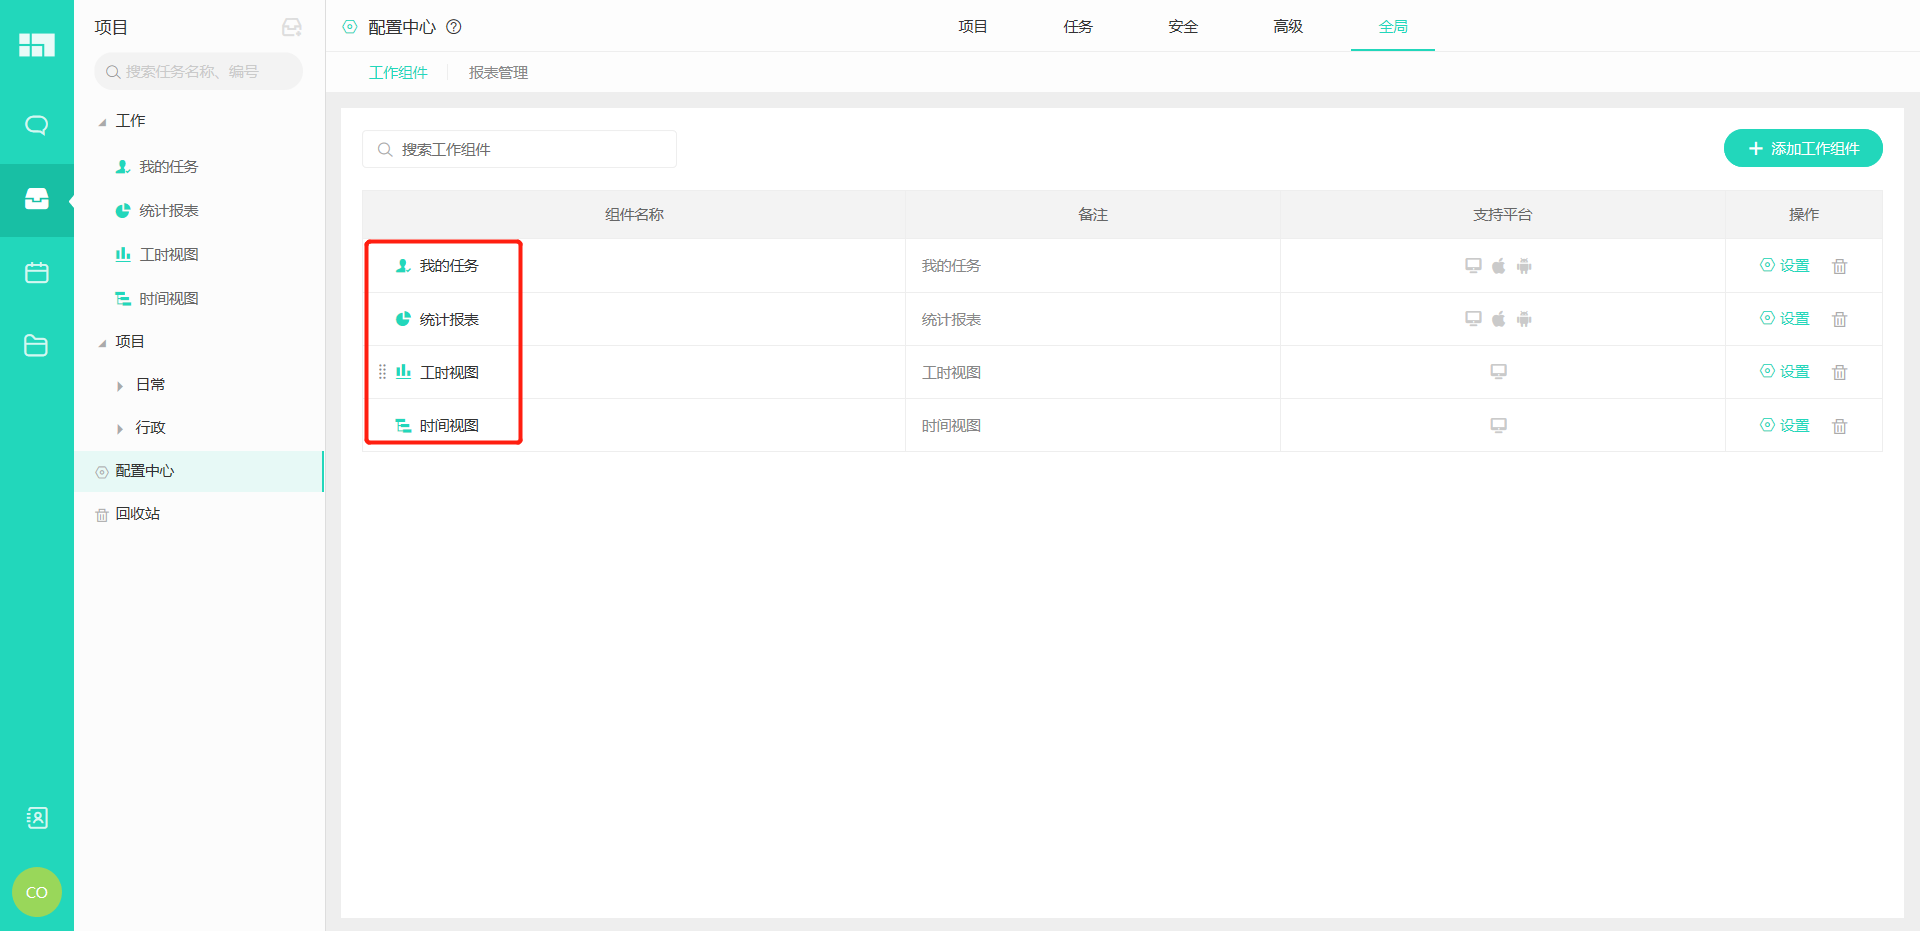 项目
搜索任务名称、编号
工作
我的任务
统计报表
工时视图
时间视图
项目
日常
行政
配置中心
回收站
CO
配置中心
项目 任务 安全 高级 全局
工作组件 报表管理
搜索工作组件
添加工作组件
组件名称 备注 支持平台 操作
我的任务 我的任务 设置
统计报表 统计报表 设置
工时视图 工时视图 设置
时间视图 时间视图 设置